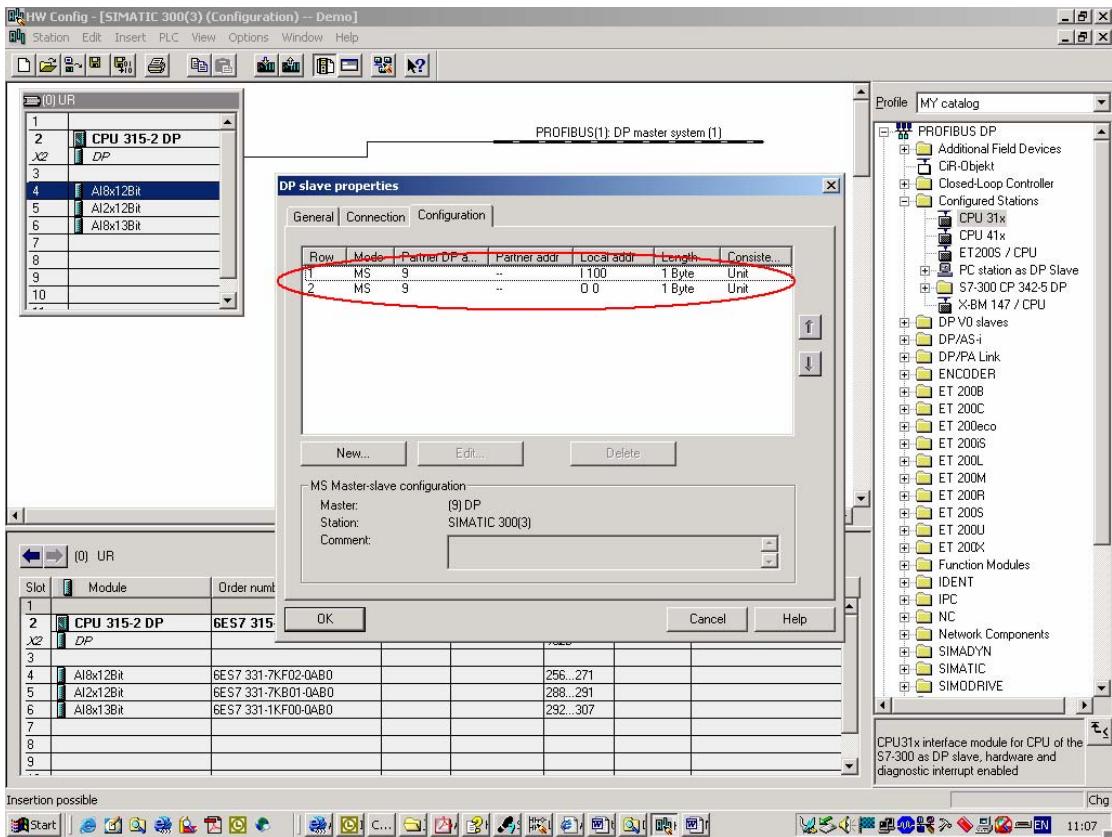 HW Config - [SIMATIC 300(3) (Configuration) -- Demo]
Station Edit Insert PLC View Options Window Help
(0) UR
1
2 CPU 315-2 DP
X2 DP
3
4 AI8x12Bit
5 AI2x12Bit
6 AI8x13Bit
7
8
9
10
PROFIBUS(1): DP master system (1)
DP slave properties
General Connection Configuration
Row Mode Partner DP a... Partner addr Local addr Length Consiste...
1 MS 9 -- I 100 1 Byte Unit
2 MS 9 -- O 0 1 Byte Unit
New... Edit... Delete
MS Master-slave configuration
Master: (9) DP
Station: SIMATIC 300(3)
Comment:
OK Cancel Help
Profile MY catalog
PROFIBUS DP
Additional Field Devices
CiR-Objekt
Closed-Loop Controller
Configured Stations
CPU 31x
CPU 41x
ET200S / CPU
PC station as DP Slave
S7-300 CP 342-5 DP
X-BM 147 / CPU
DP V0 slaves
DP/AS-i
DP/PA Link
ENCODER
ET 200B
ET 200C
ET 200eco
ET 200iS
ET 200L
ET 200M
ET 200R
ET 200S
ET 200U
ET 200X
Function Modules
IDENT
IPC
NC
Network Components
SIMADYN
SIMATIC
SIMODRIVE
CPU31x interface module for CPU of the
S7-300 as DP slave, hardware and
diagnostic interrupt enabled
(0) UR
Slot Module Order numb
1
2 CPU 315-2 DP 6ES7 315-
X2 DP
3
4 AI8x12Bit 6ES7 331-7KF02-0AB0 256...271
5 AI2x12Bit 6ES7 331-7KB01-0AB0 288...291
6 AI8x13Bit 6ES7 331-1KF00-0AB0 292...307
7
8
9
Insertion possible
Chg
Start C... EN 11:07